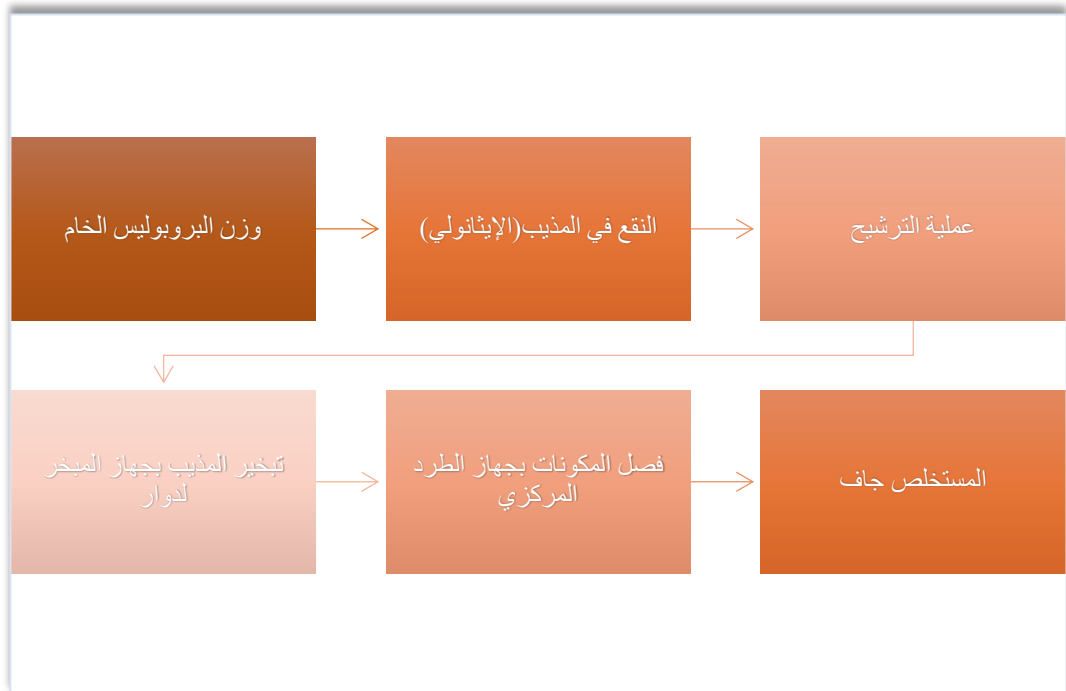 وزن البروبوليس الخام
النقع في المذيب(الإيثانولي)
عملية الترشيح
تبخير المذيب بجهاز المبخر
لدوار
فصل المكونات بجهاز الطرد
المركزي
المستخلص جاف